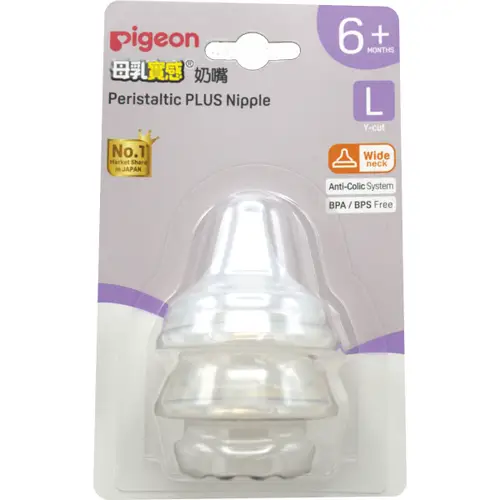 pigeon
母乳實感® 奶嘴
Peristaltic PLUS Nipple
No.1
Market Share
in JAPAN
6+
MONTHS
L
Y-cut
Wide
neck
Anti-Colic System
BPA / BPS Free